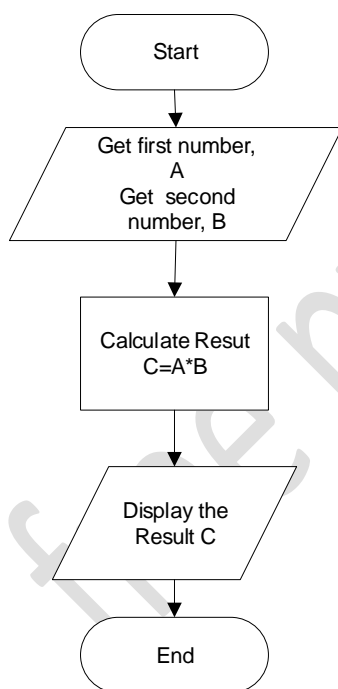 Start
Get first number,
A
Get second
number, B
Calculate Resut
C=A*B
Display the
Result C
End